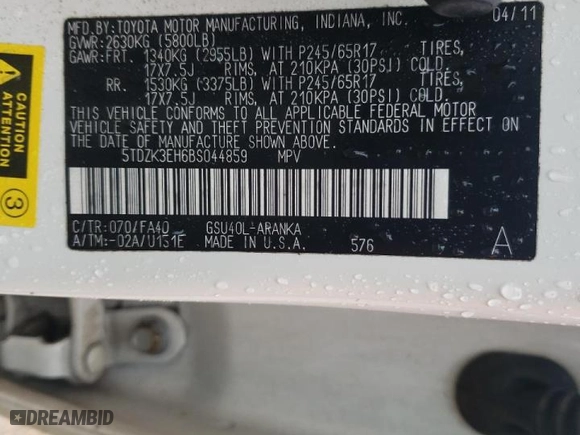 MFD.BY:TOYOTA MOTOR MANUFACTURING, INDIANA, INC. 04/11
GVWR:2630KG (5800LB)
GAWR:FRT. 1340KG (2955LB) WITH P245/65R17 TIRES,
17X7.5J RIMS, AT 210KPA (30PSI) COLD.
RR. 1530KG (3375LB) WITH P245/65R17 TIRES,
17X7.5J RIMS, AT 210KPA (30PSI) COLD.
THIS VEHICLE CONFORMS TO ALL APPLICABLE FEDERAL MOTOR
VEHICLE SAFETY AND THEFT PREVENTION STANDARDS IN EFFECT ON
THE DATE OF MANUFACTURE SHOWN ABOVE.
5TDZK3EH6BS044859 MPV
C/TR:070/FA40 GSU40L-ARANKA
A/TM:-02A/U151E MADE IN U.S.A. 576 A
CAUTION
ATTENTION
3
DREAMBID